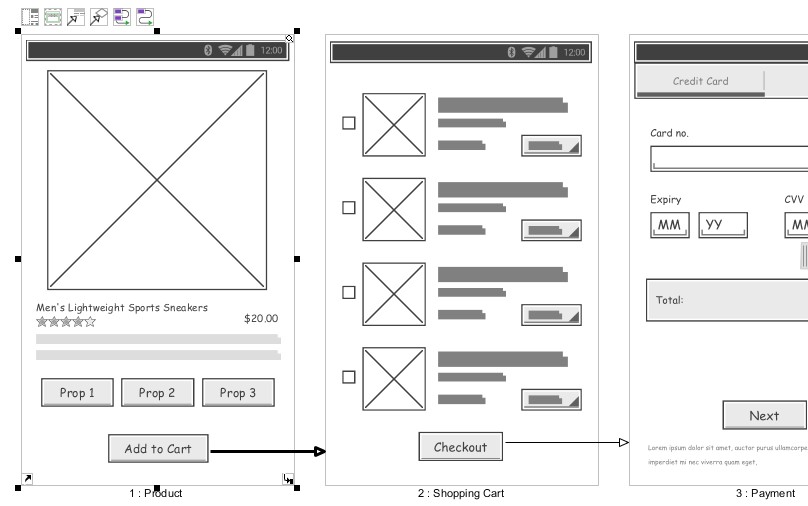 12:00
Men's Lightweight Sports Sneakers
$20.00
Prop 1 Prop 2 Prop 3
Add to Cart
1 : Product
12:00
Checkout
2 : Shopping Cart
Credit Card
Card no.
Expiry CVV
MM YY
Total:
Next
Lorem ipsum dolor sit amet, auctor purus
imperdiet mi nec viverra quam eget,
3 : Payment